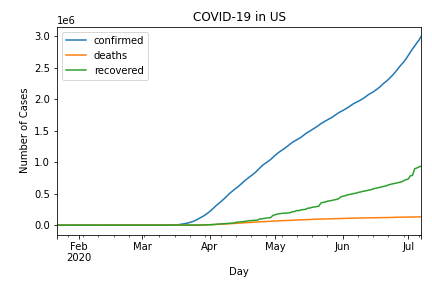 COVID-19 in US
1e6
3.0
2.5
2.0
1.5
1.0
0.5
0.0
Number of Cases
confirmed
deaths
recovered
Feb
2020
Mar
Apr
May
Jun
Jul
Day